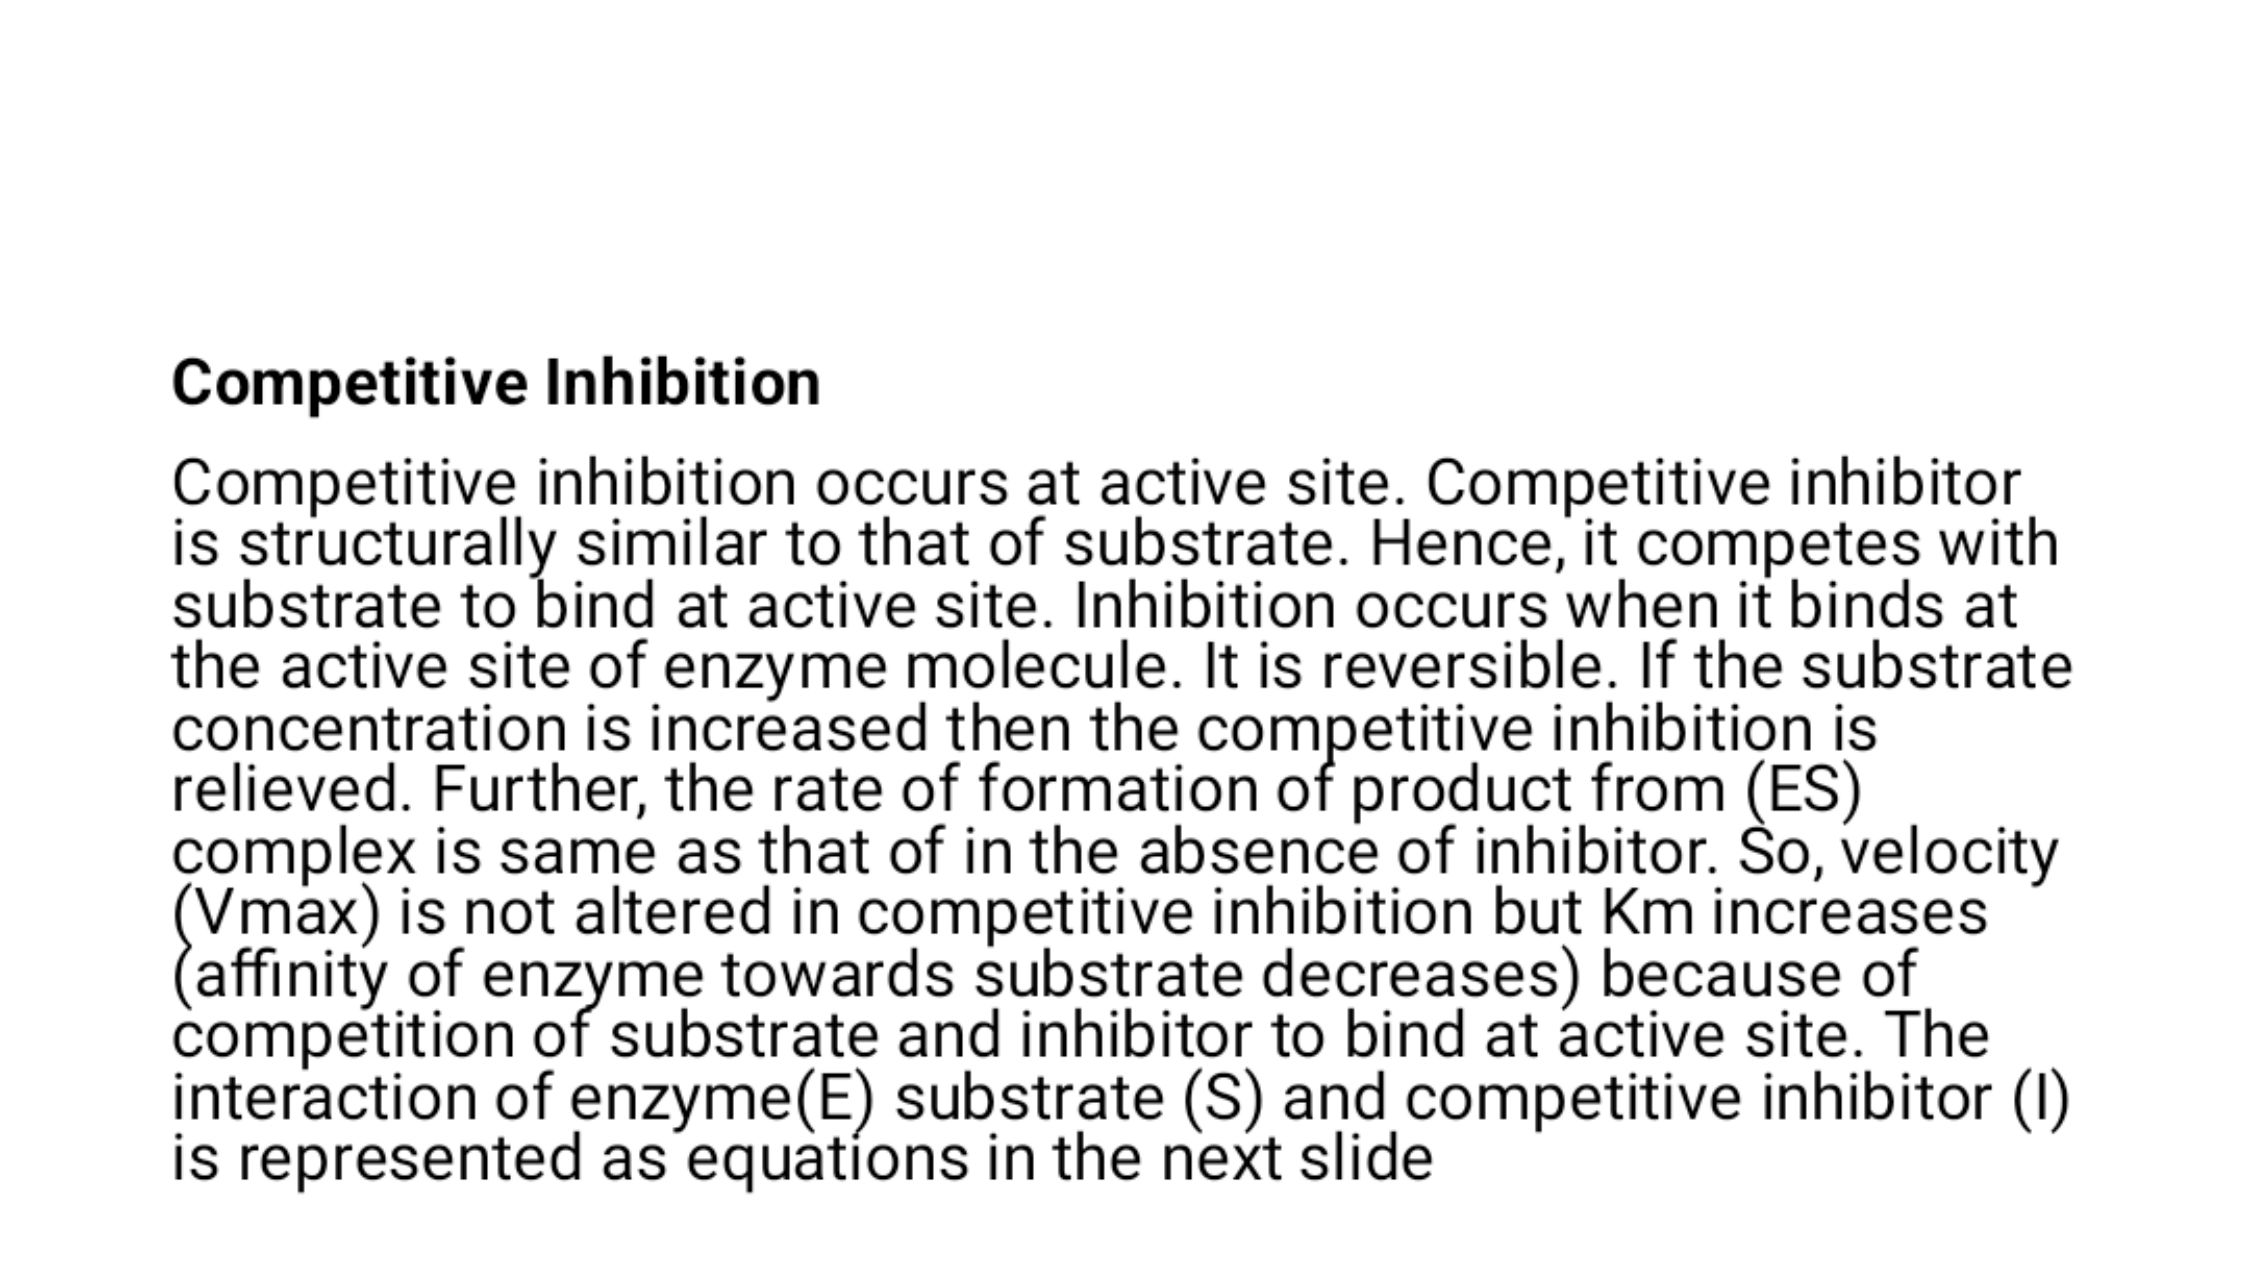 Competitive Inhibition
Competitive inhibition occurs at active site. Competitive inhibitor
is structurally similar to that of substrate. Hence, it competes with
substrate to bind at active site. Inhibition occurs when it binds at
the active site of enzyme molecule. It is reversible. If the substrate
concentration is increased then the competitive inhibition is
relieved. Further, the rate of formation of product from (ES)
complex is same as that of in the absence of inhibitor. So, velocity
(Vmax) is not altered in competitive inhibition but Km increases
(affinity of enzyme towards substrate decreases) because of
competition of substrate and inhibitor to bind at active site. The
interaction of enzyme(E) substrate (S) and competitive inhibitor (I)
is represented as equations in the next slide